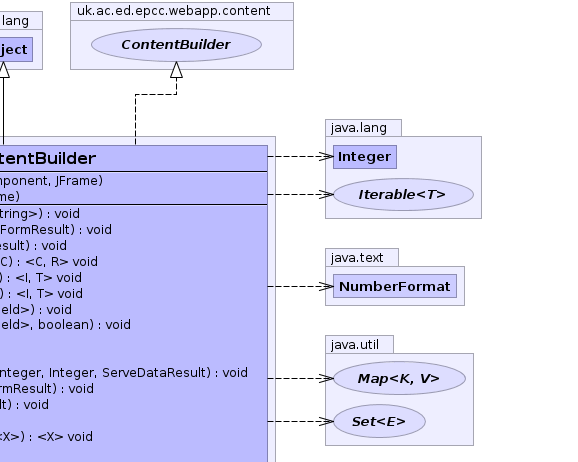 lang
ject
uk.ac.ed.epcc.webapp.content
ContentBuilder
tentBuilder
mponent, JFrame)
me)
tring>) : void
FormResult) : void
esult) : void
C) : <C, R> void
) : <I, T> void
) : <I, T> void
eld>) : void
eld>, boolean) : void
nteger, Integer, ServeDataResult) : void
rmResult) : void
lt) : void
<X>) : <X> void
java.lang
Integer
Iterable<T>
java.text
NumberFormat
java.util
Map<K, V>
Set<E>